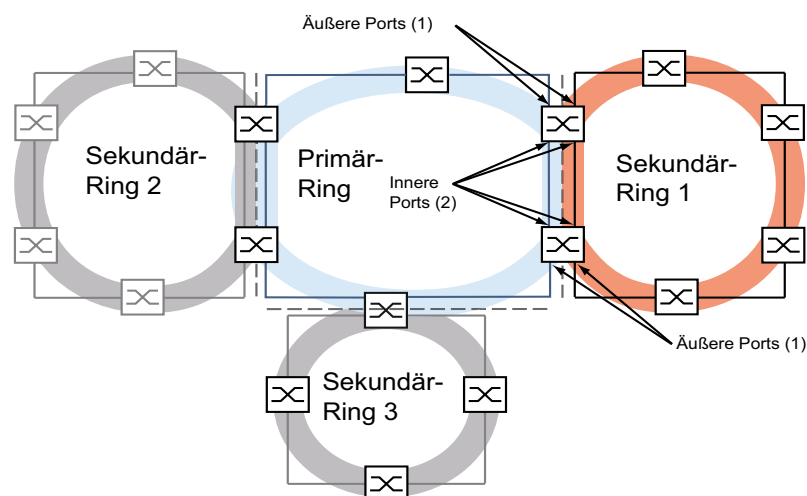 Äußere Ports (1)
Sekundär-
Ring 2
Primär-
Ring
Innere
Ports (2)
Sekundär-
Ring 1
Äußere Ports (1)
Sekundär-
Ring 3